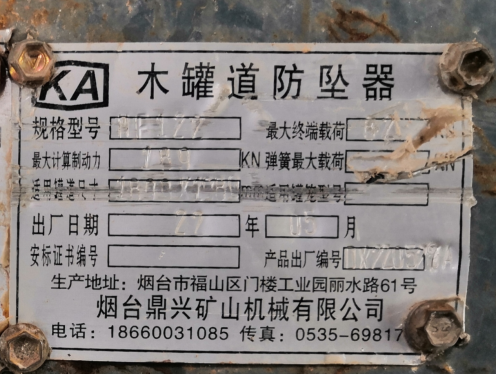 KA 木罐道防坠器
规格型号 最大终端载荷
最大计算制动力 KN 弹簧最大载荷
适用罐道尺寸 适用罐笼型号
出厂日期 22 年 05 月
安标证书编号 产品出厂编号
生产地址: 烟台市福山区门楼工业园丽水路61号
烟台鼎兴矿山机械有限公司
电话: 18660031085 传真: 0535-69817